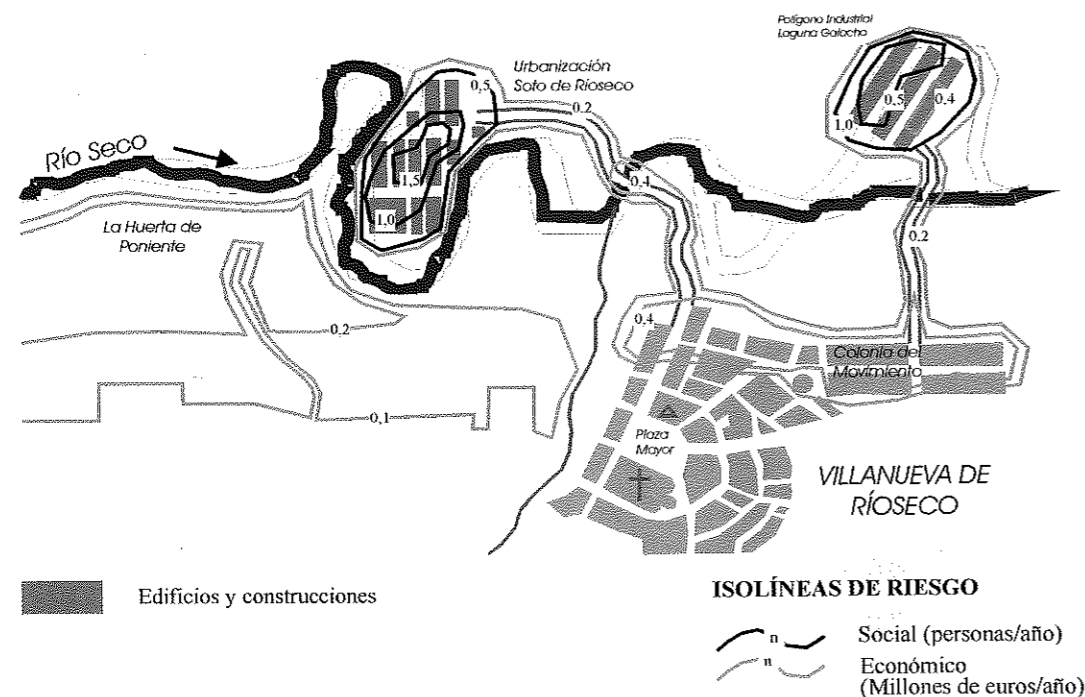 Polígono Industrial
Laguna Galocho
Urbanización
Soto de Ríoseco
0,5
0.2
0.5
0.4
1,0
Río Seco
0,4
1,5
1,0
La Huerta de
Poniente
0,2
0,4
0,2
Colonia del
Movimiento
0,1
Plaza
Mayor
VILLANUEVA DE
RÍOSECO
Edificios y construcciones
ISOLÍNEAS DE RIESGO
n
Social (personas/año)
n
Económico
(Millones de euros/año)